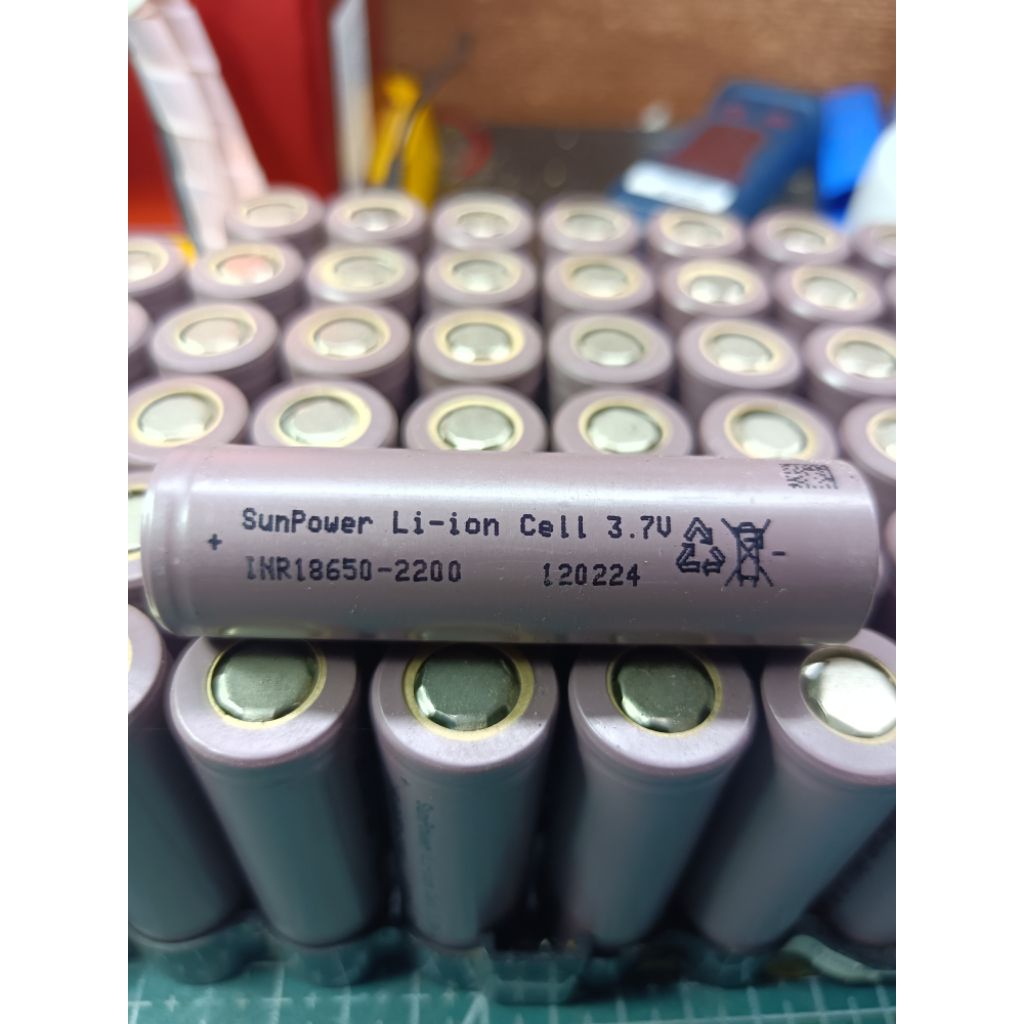 + SunPower Li-ion Cell 3.7V -
INR18650-2200 120224